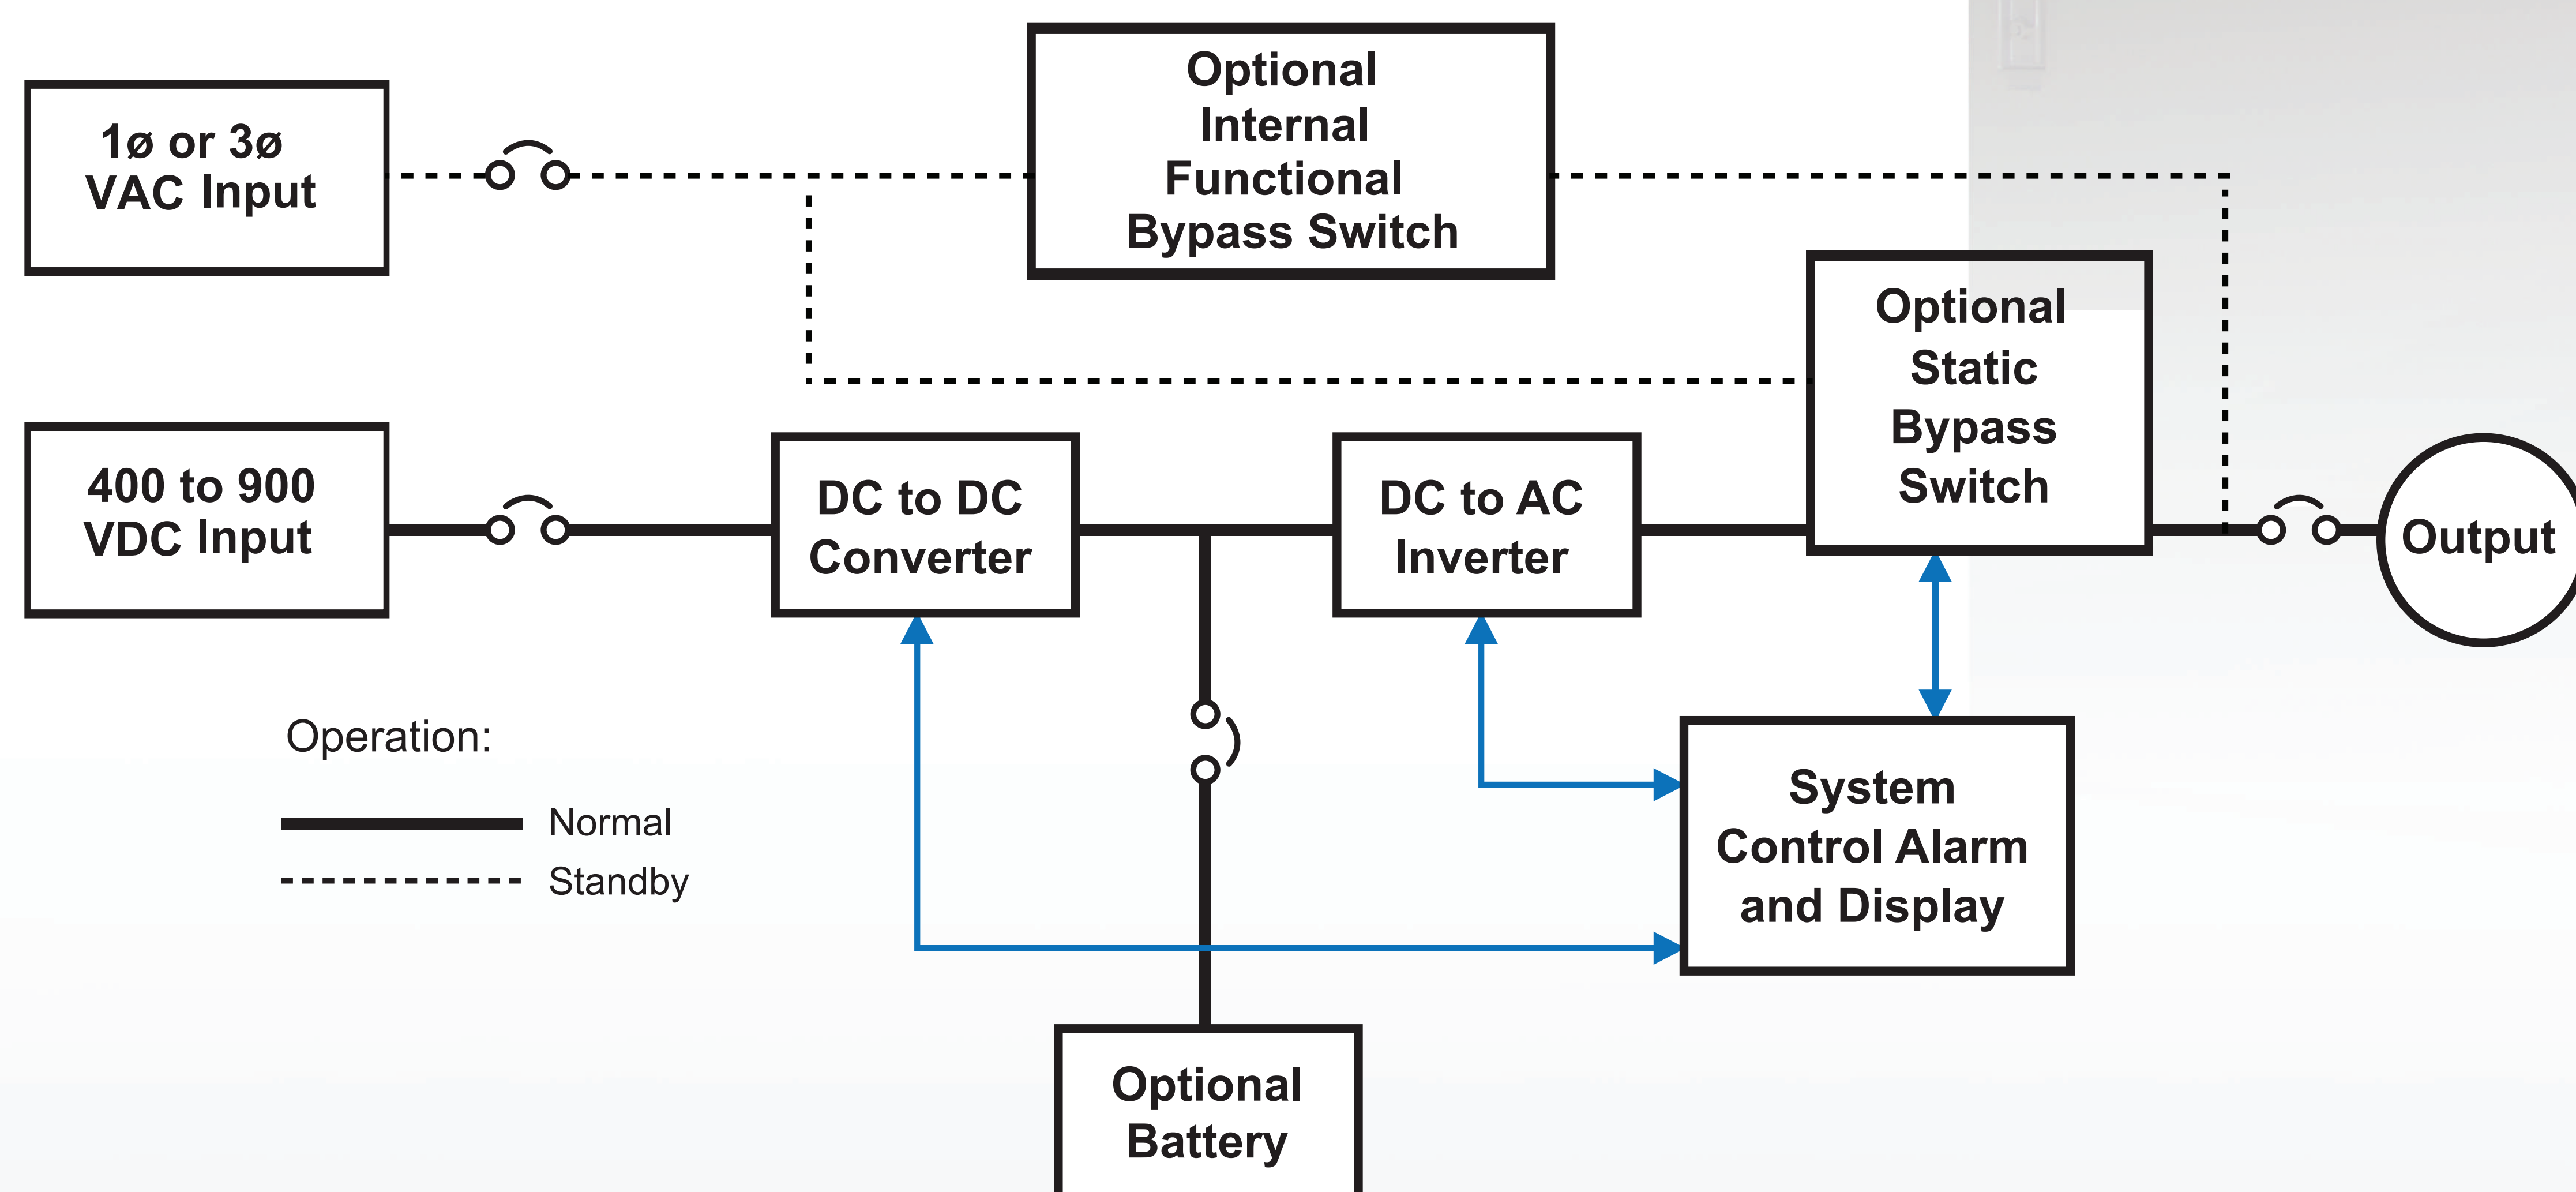 1ø or 3ø
VAC Input
Optional
Internal
Functional
Bypass Switch
Optional
Static
Bypass
Switch
400 to 900
VDC Input
DC to DC
Converter
DC to AC
Inverter
Output
Operation:
Normal
Standby
System
Control Alarm
and Display
Optional
Battery